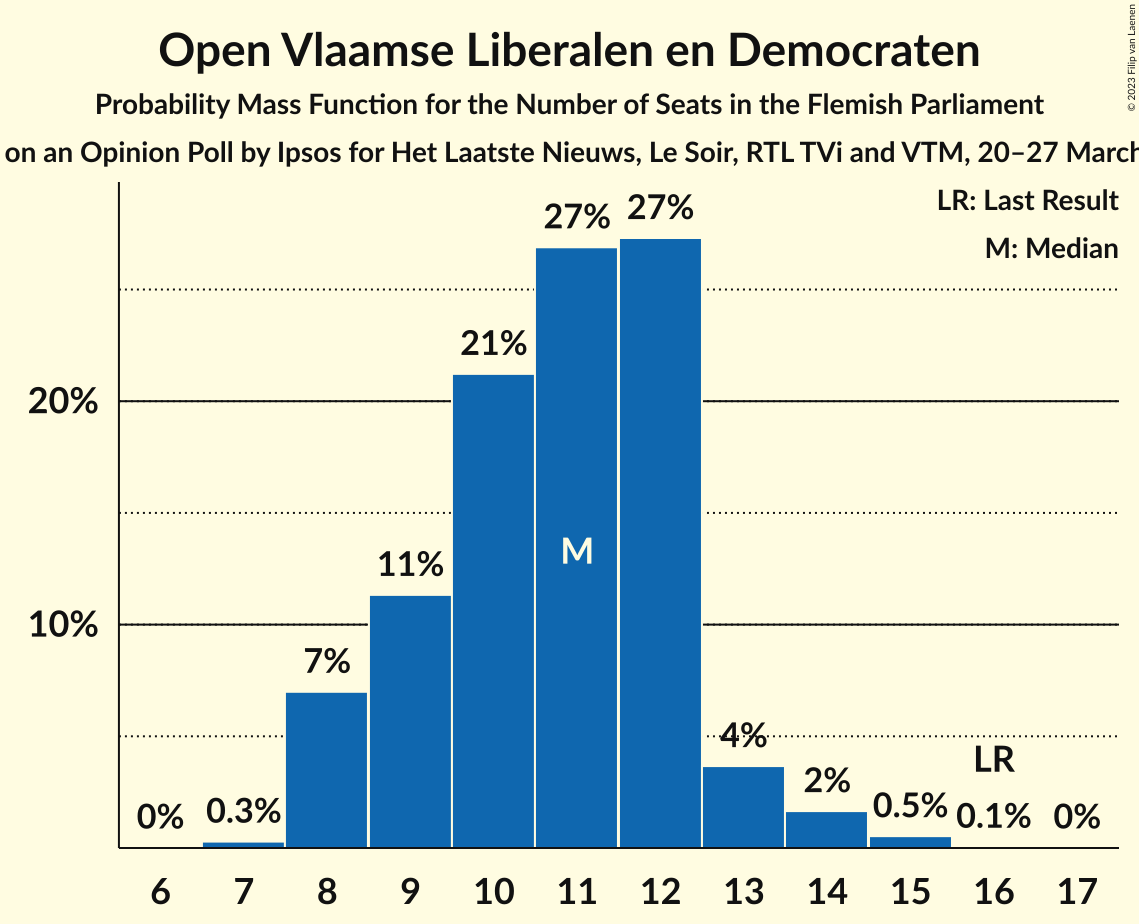 Open Vlaamse Liberalen en Democraten
Probability Mass Function for the Number of Seats in the Flemish Parliament
on an Opinion Poll by Ipsos for Het Laatste Nieuws, Le Soir, RTL TVi and VTM, 20–27 March
© 2023 Filip van Laenen
LR: Last Result
M: Median
27% 27%
21%
20%
11%
M
10%
7%
4%
LR
2%
0% 0.3% 0.5% 0.1% 0%
6 7 8 9 10 11 12 13 14 15 16 17